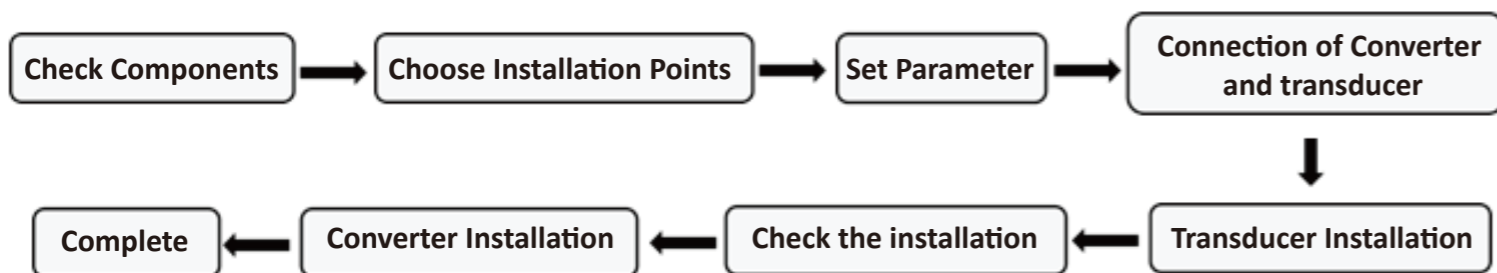 Check Components
Choose Installation Points
Set Parameter
Connection of Converter
and transducer
Transducer Installation
Check the installation
Converter Installation
Complete